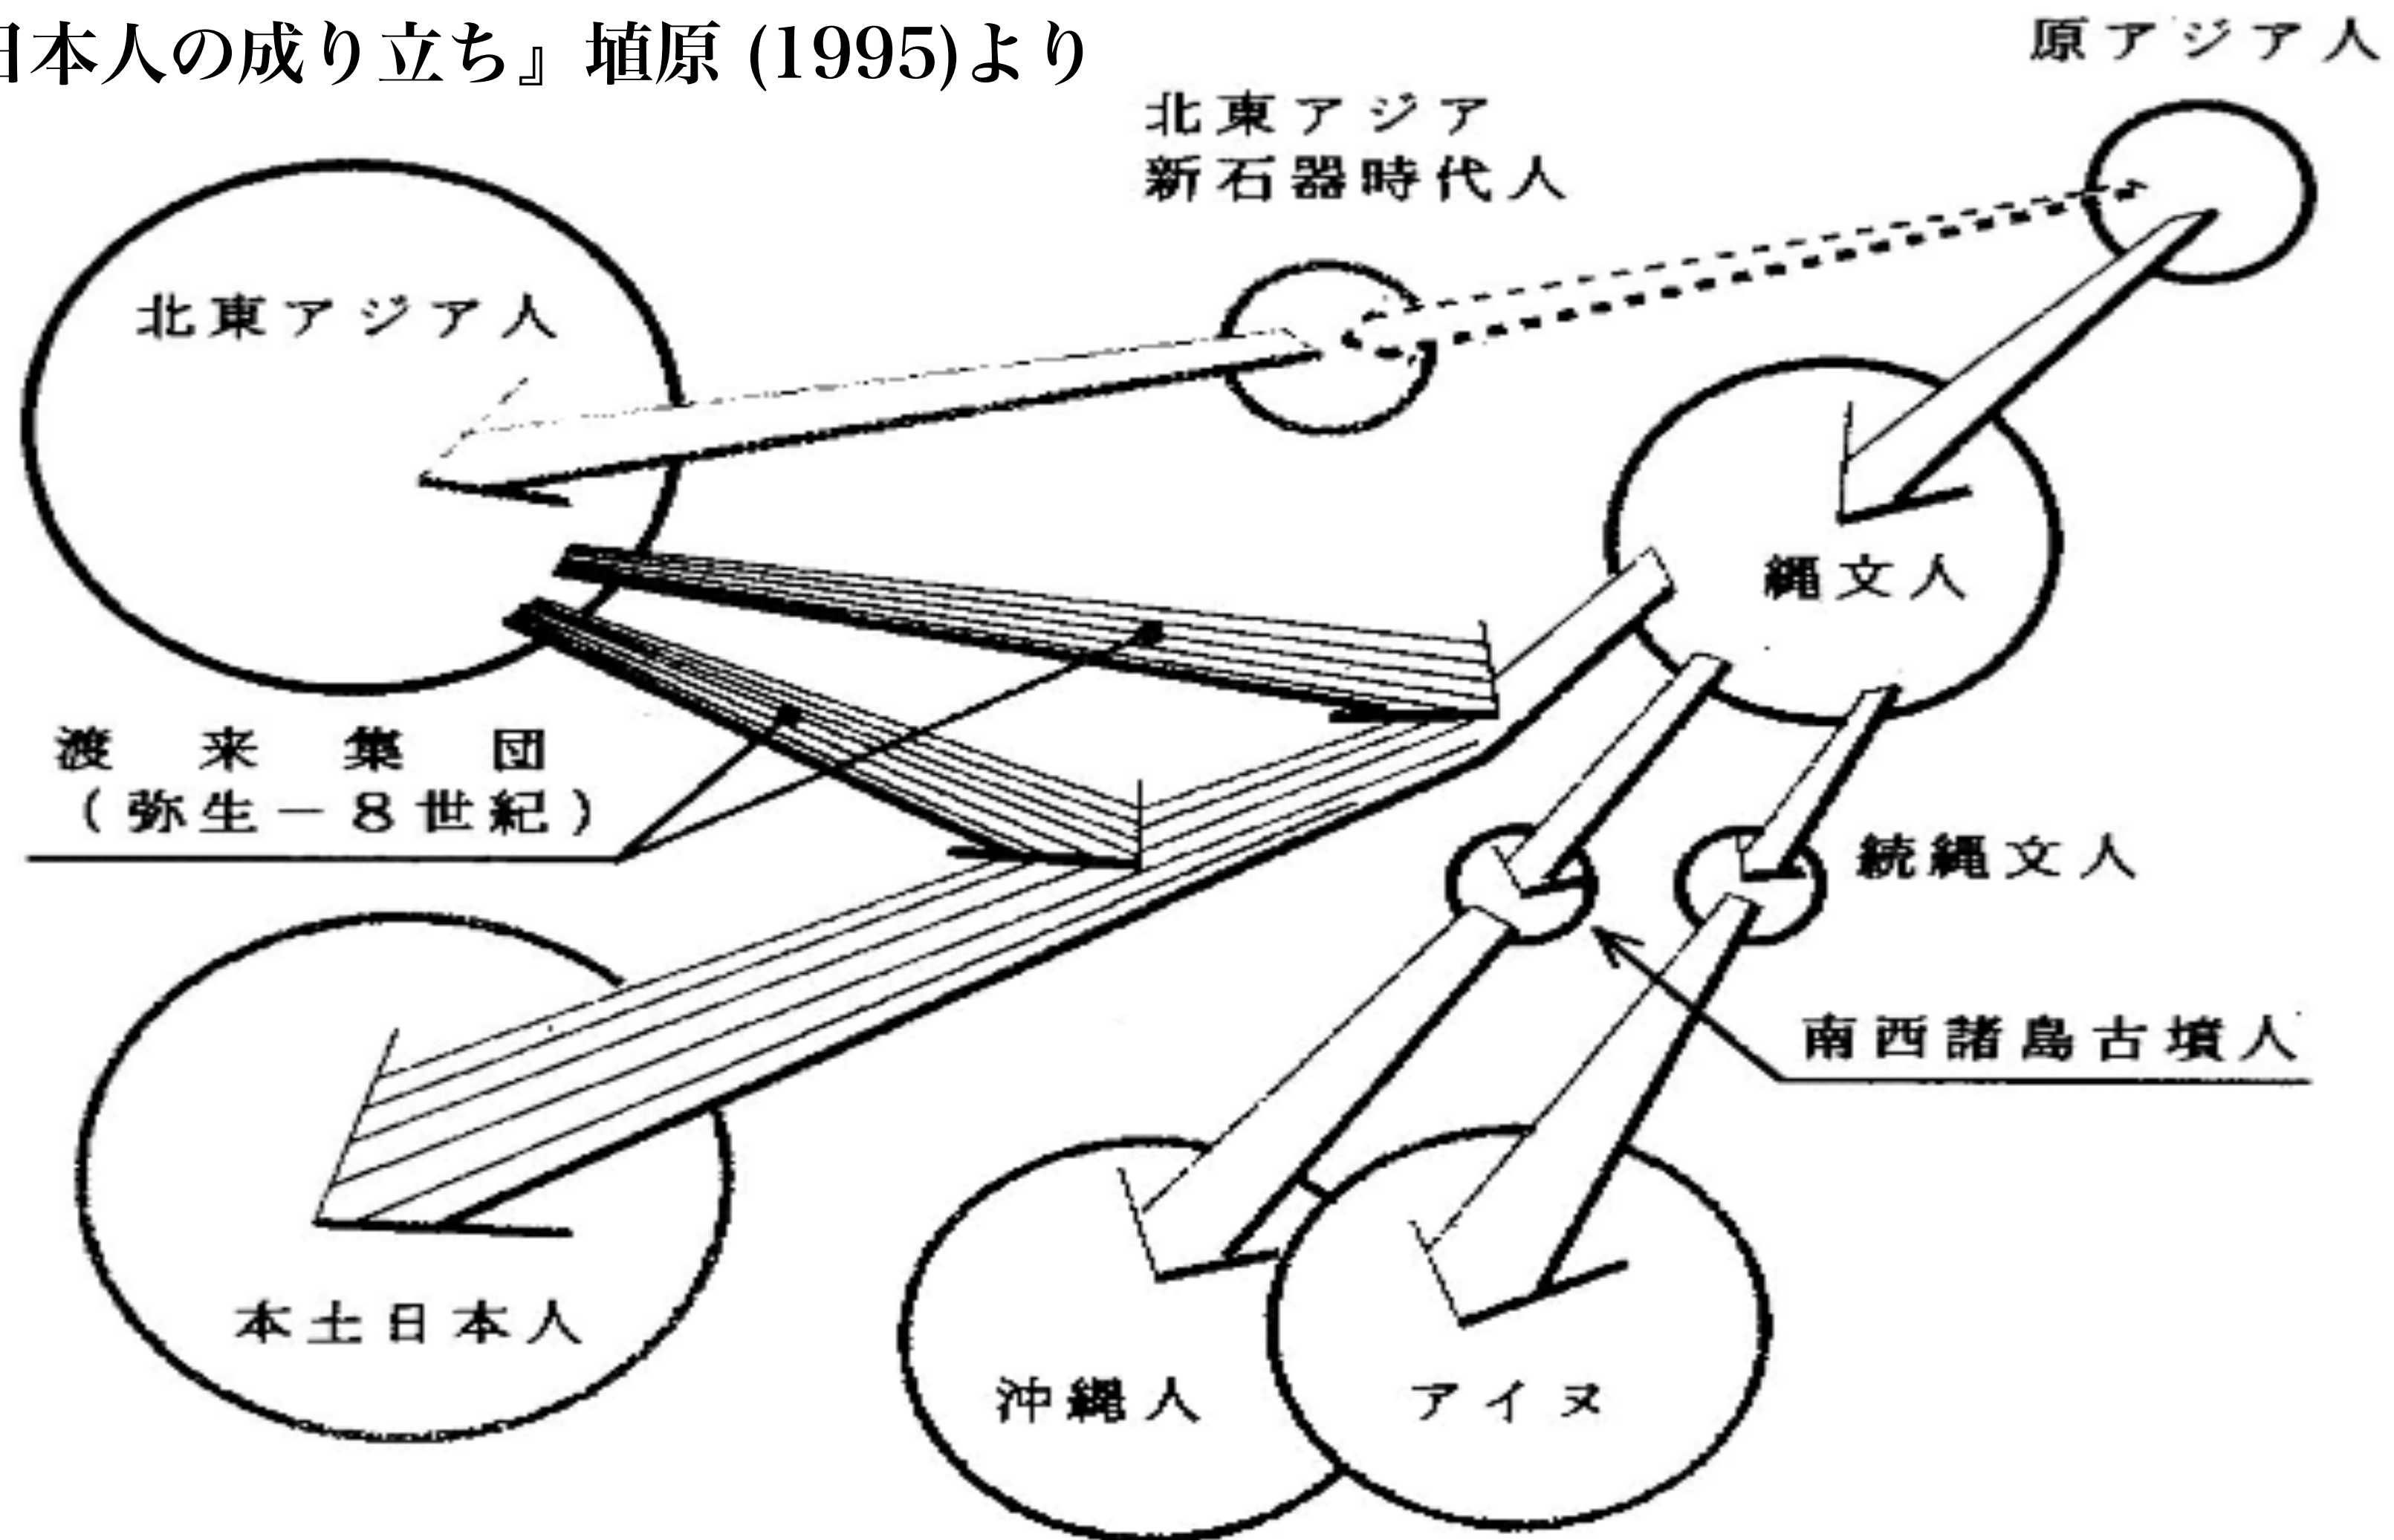 日本人の成り立ち』埴原 (1995)より
原アジア人
北東アジア
新石器時代人
北東アジア人
縄文人
渡来集団
(弥生－8世紀)
続縄文人
南西諸島古墳人
本土日本人
沖縄人
アイヌ